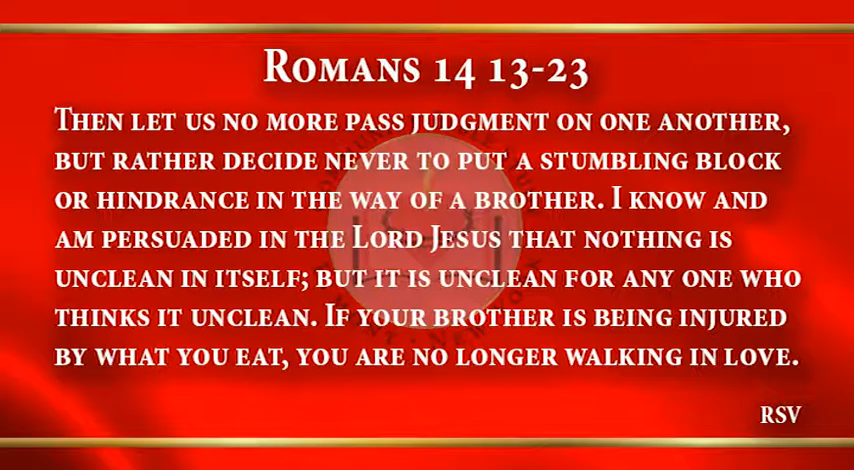 Romans 14 13-23
Then let us no more pass judgment on one another,
but rather decide never to put a stumbling block
or hindrance in the way of a brother. I know and
am persuaded in the Lord Jesus that nothing is
unclean in itself; but it is unclean for any one who
thinks it unclean. If your brother is being injured
by what you eat, you are no longer walking in love.
RSV